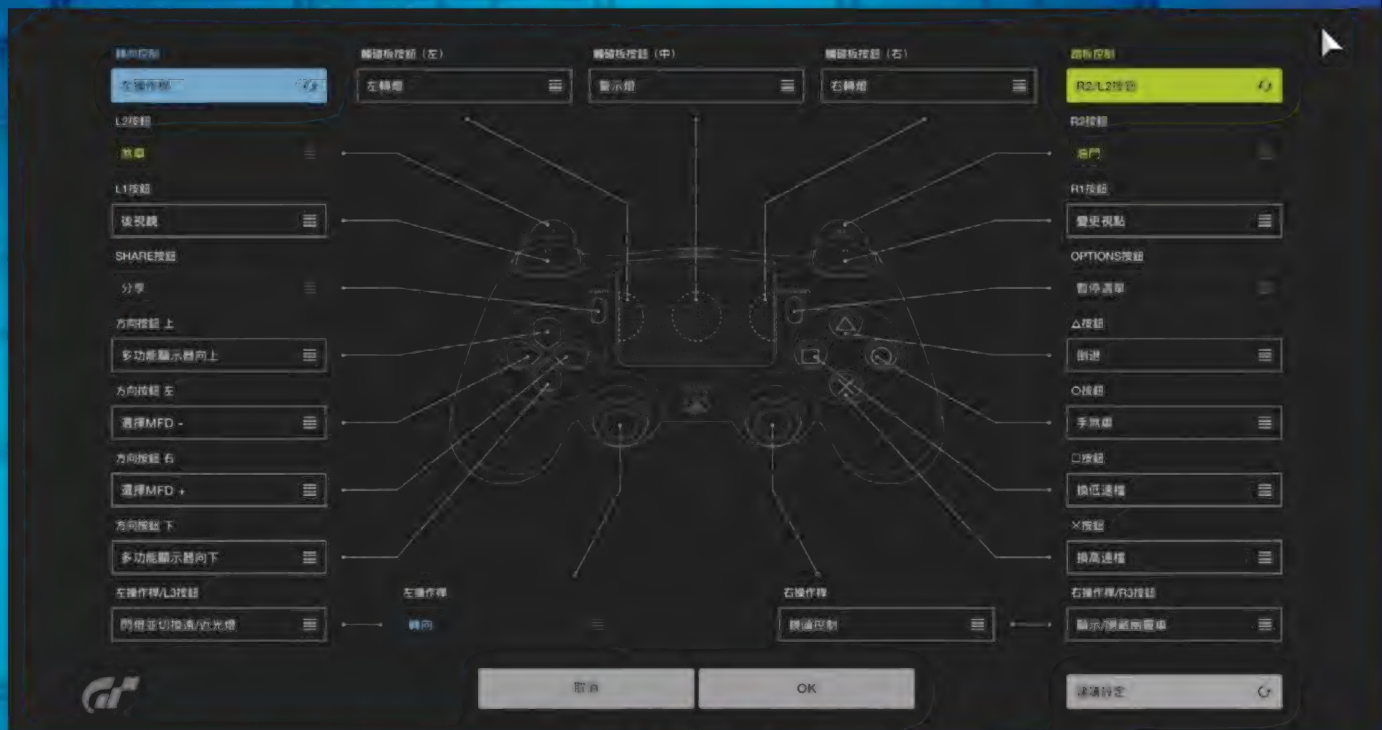 轉向控制
左操作桿
觸碰板按鈕（左）
左轉燈
觸碰板按鈕（中）
警示燈
觸碰板按鈕（右）
右轉燈
踏板控制
R2/L2按鈕
L2按鈕
煞車
R2按鈕
油門
L1按鈕
後視鏡
R1按鈕
變更視點
SHARE按鈕
分享
OPTIONS按鈕
暫停選單
方向按鈕 上
多功能顯示器向上
△按鈕
倒退
方向按鈕 左
選擇MFD -
○按鈕
手煞車
方向按鈕 右
選擇MFD +
□按鈕
換低速檔
方向按鈕 下
多功能顯示器向下
×按鈕
換高速檔
左操作桿/L3按鈕
閃燈並切換遠/近光燈
左操作桿
轉向
右操作桿
鏡頭控制
右操作桿/R3按鈕
顯示/隱藏幽靈車
取消
OK
建議設定
GT